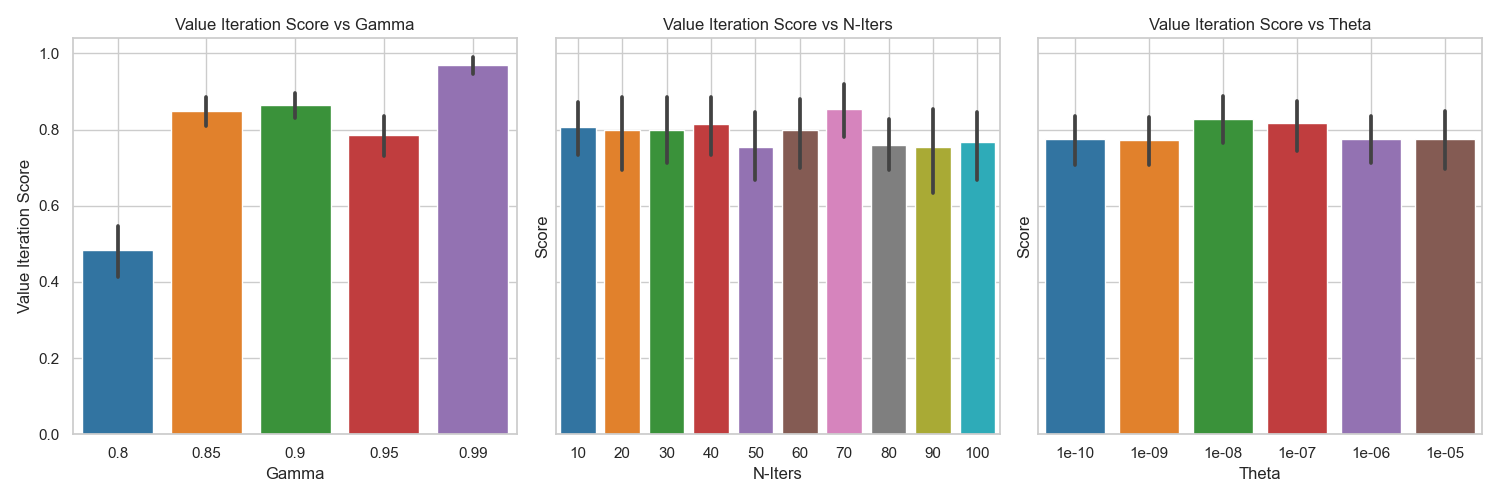 Value Iteration Score vs Gamma
Value Iteration Score
1.0
0.8
0.6
0.4
0.2
0.0
0.8 0.85 0.9 0.95 0.99
Gamma
Value Iteration Score vs N-Iters
Score
10 20 30 40 50 60 70 80 90 100
N-Iters
Value Iteration Score vs Theta
Score
1e-10 1e-09 1e-08 1e-07 1e-06 1e-05
Theta